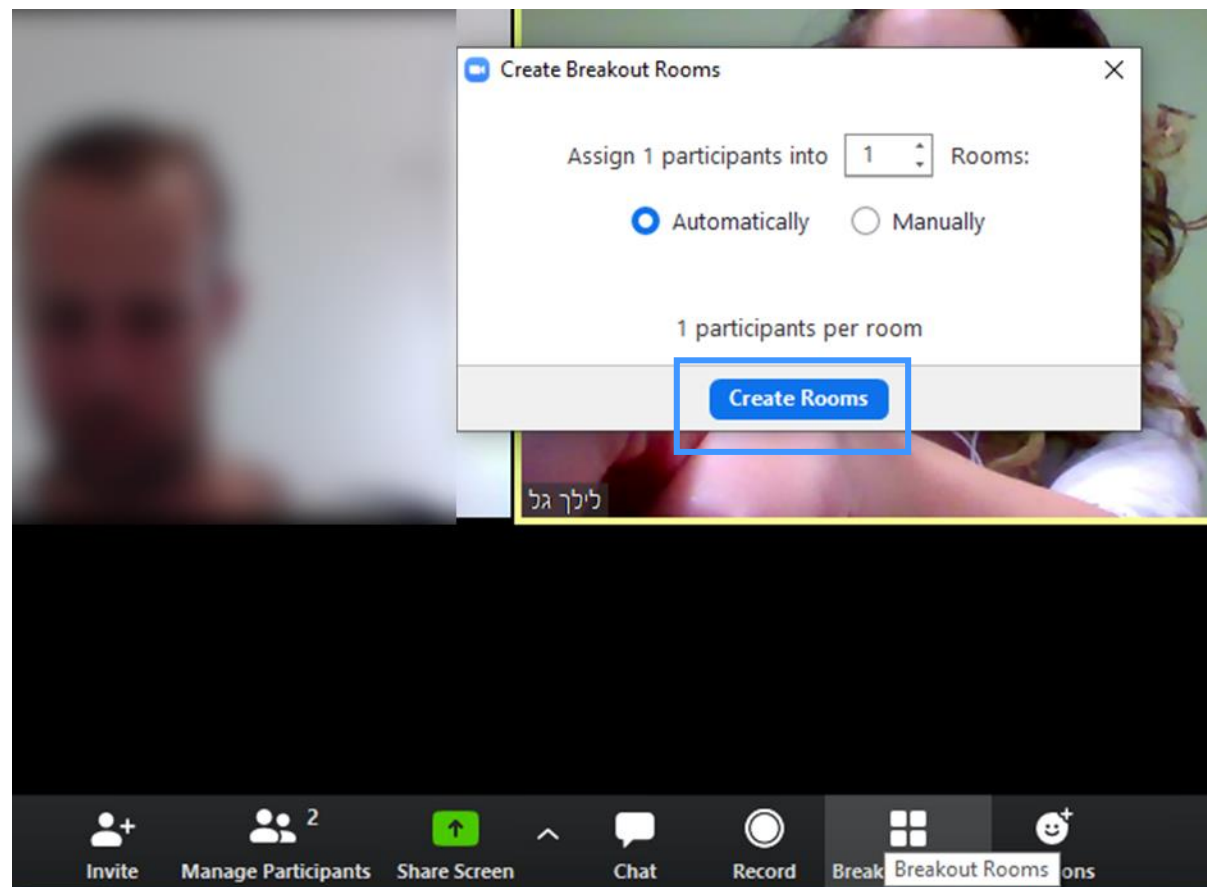 Create Breakout Rooms
Assign 1 participants into 1 Rooms:
Automatically Manually
1 participants per room
Create Rooms
לילך גל
2
Invite Manage Participants Share Screen Chat Record Break ons
Breakout Rooms